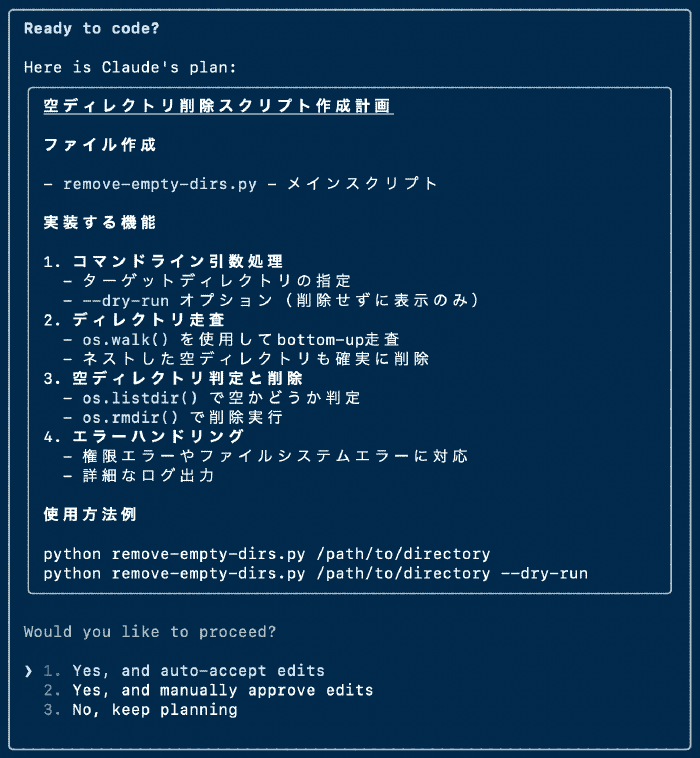 Ready to code?
Here is Claude's plan:
空ディレクトリ削除スクリプト作成計画
ファイル作成
- remove-empty-dirs.py - メインスクリプト
実装する機能
1. コマンドライン引数処理
- ターゲットディレクトリの指定
- --dry-run オプション（削除せずに表示のみ）
2. ディレクトリ走査
- os.walk() を使用してbottom-up走査
- ネストした空ディレクトリも確実に削除
3. 空ディレクトリ判定と削除
- os.listdir() で空かどうか判定
- os.rmdir() で削除実行
4. エラーハンドリング
- 権限エラーやファイルシステムエラーに対応
- 詳細なログ出力
使用方法例
python remove-empty-dirs.py /path/to/directory
python remove-empty-dirs.py /path/to/directory --dry-run
Would you like to proceed?
❯ 1. Yes, and auto-accept edits
2. Yes, and manually approve edits
3. No, keep planning